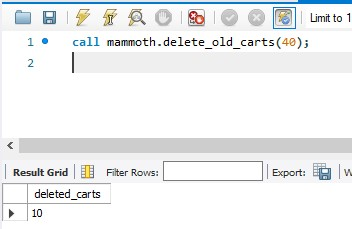 Limit to 1
1 call mammoth.delete_old_carts(40);
2
Result Grid Filter Rows: Export:
deleted_carts
10